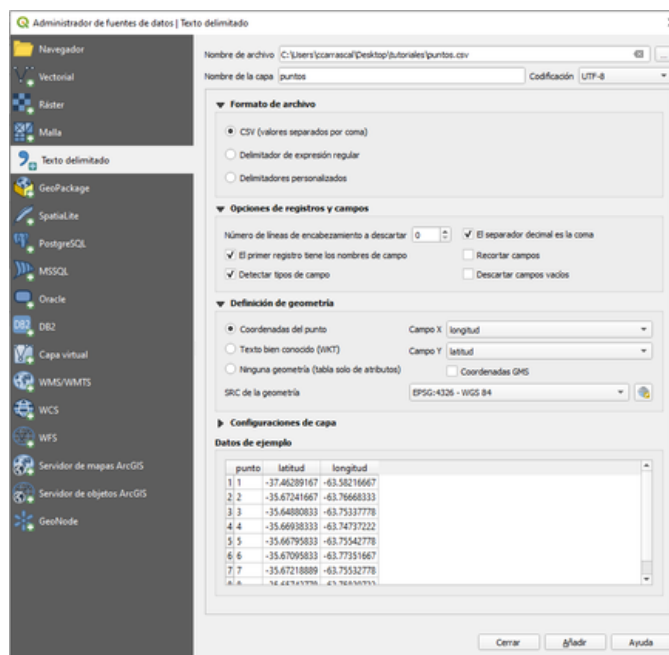 Administrador de fuentes de datos | Texto delimitado
Navegador
Vectorial
Ráster
Malla
Texto delimitado
GeoPackage
SpatiaLite
PostgreSQL
MSSQL
Oracle
DB2
Capa virtual
WMS/WMTS
WCS
WFS
Servidor de mapas ArcGIS
Servidor de objetos ArcGIS
GeoNode
Nombre de archivo C:\Users\ccarrascal\Desktop\tutoriales\puntos.csv ...
Nombre de la capa puntos Codificación UTF-8
Formato de archivo
CSV (valores separados por coma)
Delimitador de expresión regular
Delimitadores personalizados
Opciones de registros y campos
Número de líneas de encabezamiento a descartar 0 El separador decimal es la coma
El primer registro tiene los nombres de campo Recortar campos
Detectar tipos de campo Descartar campos vacíos
Definición de geometría
Coordenadas del punto Campo X longitud
Texto bien conocido (WKT) Campo Y latitud
Ninguna geometría (tabla solo de atributos) Coordenadas GMS
SRC de la geometría EPSG:4326 - WGS 84
Configuraciones de capa
Datos de ejemplo
punto latitud longitud
1 1 -37.46289167 -63.58216667
2 2 -35.67241667 -63.76668333
3 3 -35.64880833 -63.75337778
4 4 -35.66938333 -63.74737222
5 5 -35.66795833 -63.75542778
6 6 -35.67095833 -63.77351667
7 7 -35.67218889 -63.75532778
Cerrar Añadir Ayuda